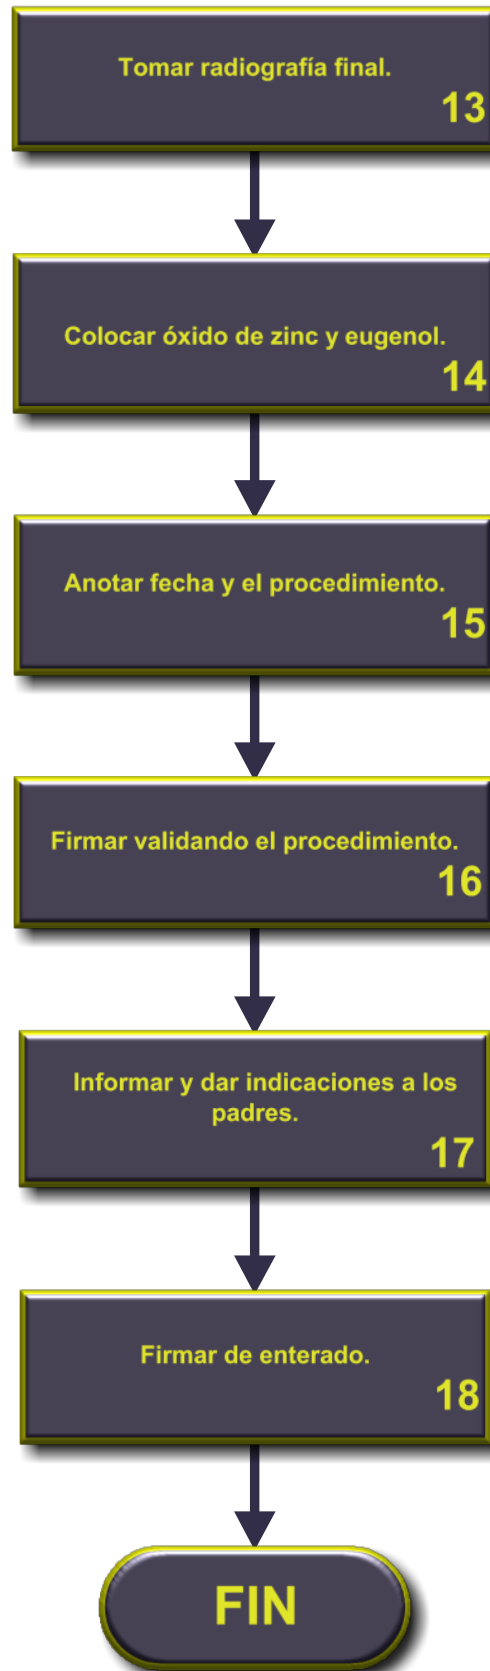 Tomar radiografía final.
13
Colocar óxido de zinc y eugenol.
14
Anotar fecha y el procedimiento.
15
Firmar validando el procedimiento.
16
Informar y dar indicaciones a los
padres.
17
Firmar de enterado.
18
FIN